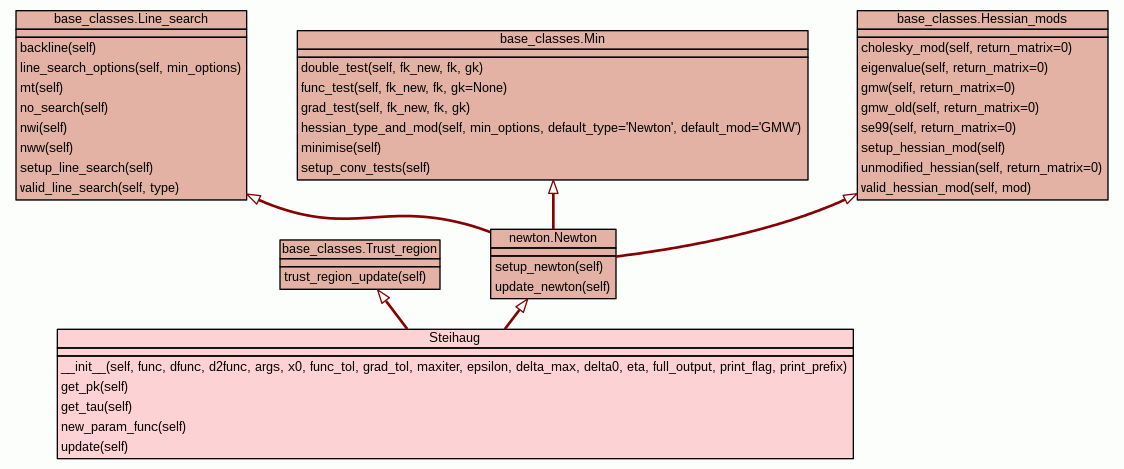 base_classes.Line_search
backline(self)
line_search_options(self, min_options)
mt(self)
no_search(self)
nwi(self)
nww(self)
setup_line_search(self)
valid_line_search(self, type)
base_classes.Min
double_test(self, fk_new, fk, gk)
func_test(self, fk_new, fk, gk=None)
grad_test(self, fk_new, fk, gk)
hessian_type_and_mod(self, min_options, default_type='Newton', default_mod='GMW')
minimise(self)
setup_conv_tests(self)
base_classes.Hessian_mods
cholesky_mod(self, return_matrix=0)
eigenvalue(self, return_matrix=0)
gmw(self, return_matrix=0)
gmw_old(self, return_matrix=0)
se99(self, return_matrix=0)
setup_hessian_mod(self)
unmodified_hessian(self, return_matrix=0)
valid_hessian_mod(self, mod)
base_classes.Trust_region
trust_region_update(self)
newton.Newton
setup_newton(self)
update_newton(self)
Steihaug
__init__(self, func, dfunc, d2func, args, x0, func_tol, grad_tol, maxiter, epsilon, delta_max, delta0, eta, full_output, print_flag, print_prefix)
get_pk(self)
get_tau(self)
new_param_func(self)
update(self)